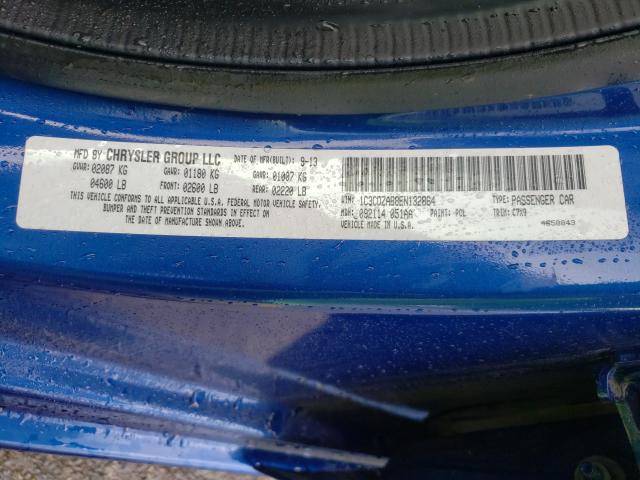 MFD BY CHRYSLER GROUP LLC DATE OF MFR(BUILT): 9-13
GVWR: 02087 KG GAWR: 01180 KG GAWR: 01007 KG
04600 LB FRONT: 02600 LB REAR: 02220 LB
THIS VEHICLE CONFORMS TO ALL APPLICABLE U.S.A. FEDERAL MOTOR VEHICLE SAFETY,
BUMPER AND THEFT PREVENTION STANDARDS IN EFFECT ON
THE DATE OF MANUFACTURE SHOWN ABOVE.
VIN: 1C3CDZAB8EN132864 TYPE: PASSENGER CAR
MDH: 092114 051AA PAINT: PCL TRIM: C7X9
VEHICLE MADE IN U.S.A. 4658843